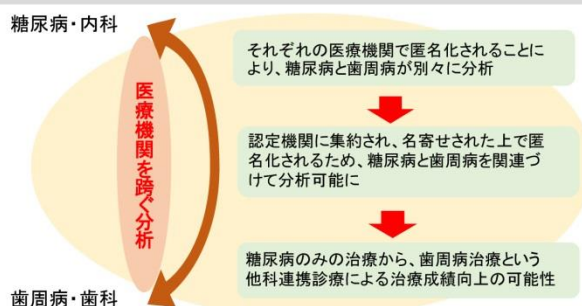 糖尿病・内科
医療機関を跨ぐ分析
歯周病・歯科
それぞれの医療機関で匿名化されることに
より、糖尿病と歯周病が別々に分析
認定機関に集約され、名寄せされた上で匿
名化されるため、糖尿病と歯周病を関連づ
けて分析可能に
糖尿病のみの治療から、歯周病治療という
他科連携診療による治療成績向上の可能性